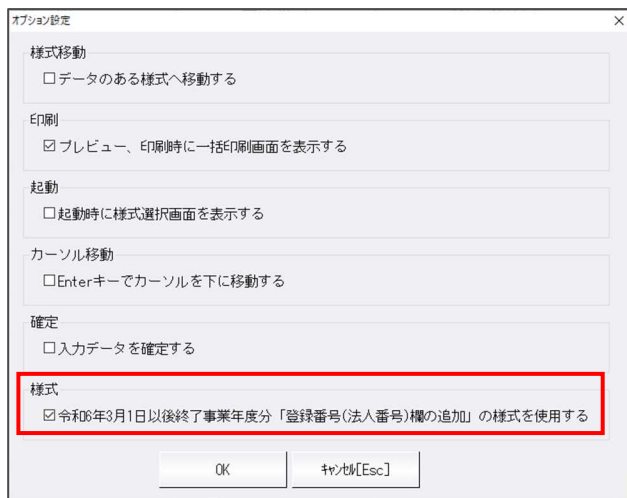 オプション設定
様式移動
データのある様式へ移動する
印刷
プレビュー、印刷時に一括印刷画面を表示する
起動
起動時に様式選択画面を表示する
カーソル移動
Enterキーでカーソルを下に移動する
確定
入力データを確定する
様式
令和6年3月1日以後終了事業年度分「登録番号(法人番号)欄の追加」の様式を使用する
OK
ｷｬﾝｾﾙ[Esc]